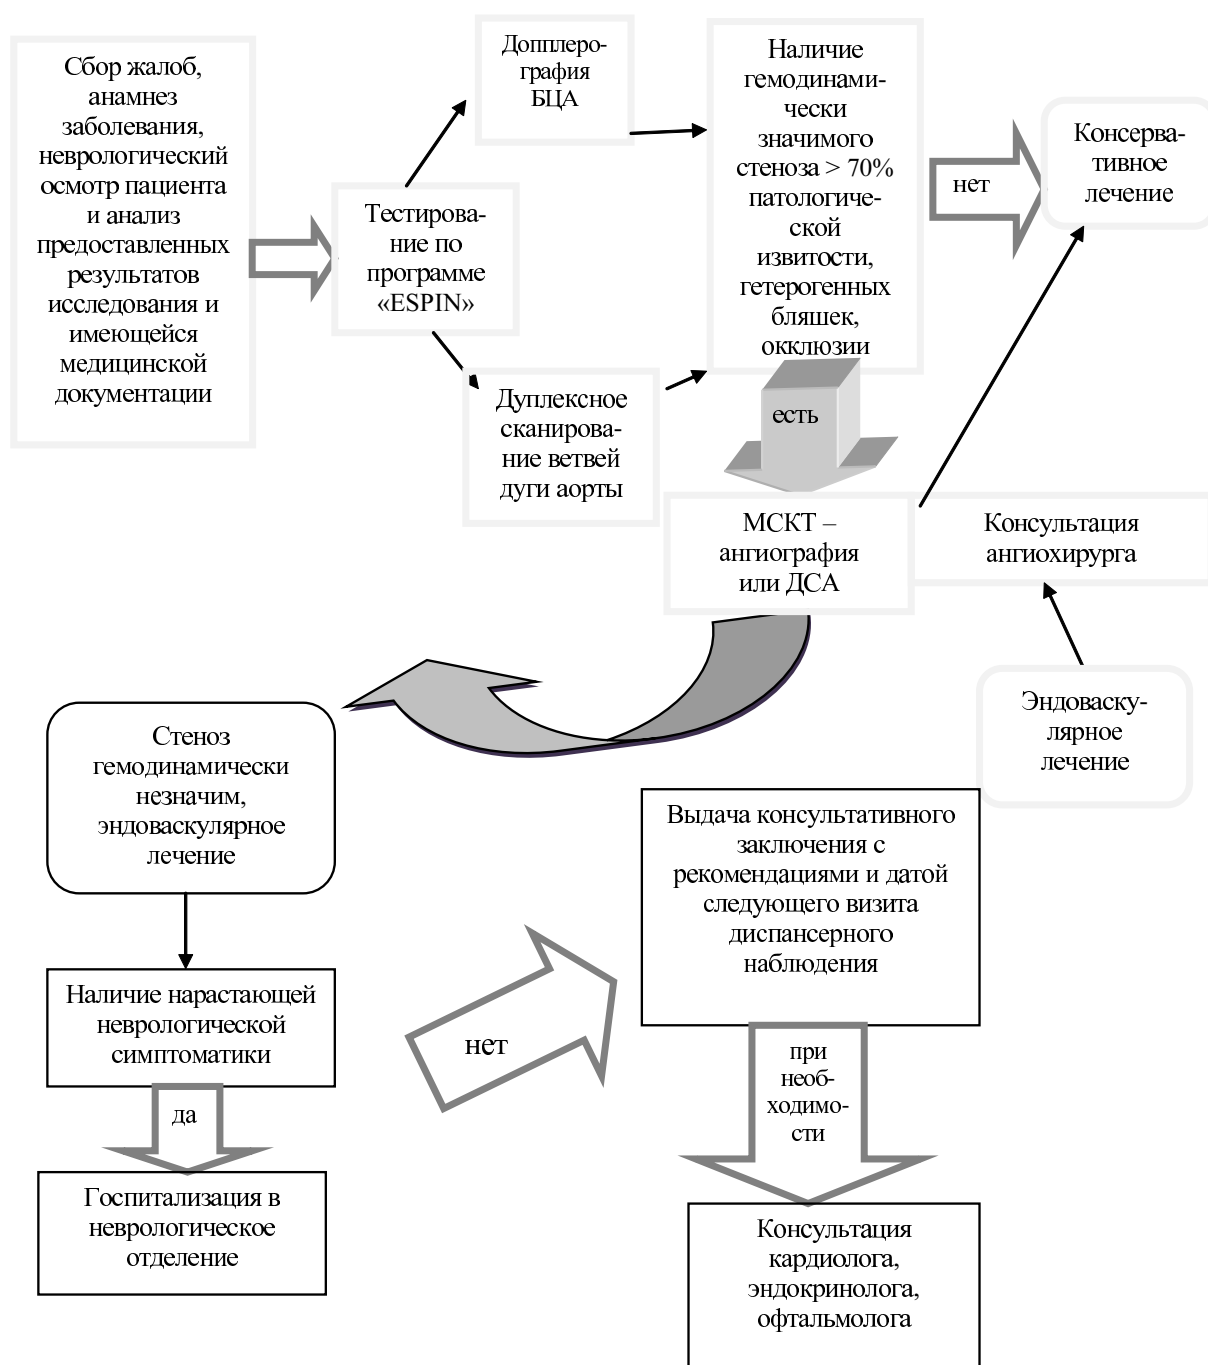 Сбор жалоб,
анамнез
заболевания,
неврологический
осмотр пациента
и анализ
предоставленных
результатов
исследования и
имеющейся
медицинской
документации
Тестирова-
ние по
программе
«ESPIN»
Допплеро-
графия
БЦА
Дуплексное
сканирова-
ние ветвей
дуги аорты
Наличие
гемодинами-
чески
значимого
стеноза > 70%
патологиче-
ской
извитости,
гетерогенных
бляшек,
окклюзии
нет
Консерва-
тивное
лечение
есть
МСКТ –
ангиография
или ДСА
Консультация
ангиохирурга
Эндоваску-
лярное
лечение
Стеноз
гемодинамически
незначим,
эндоваскулярное
лечение
Наличие нарастающей
неврологической
симптоматики
да
Госпитализация в
неврологическое
отделение
нет
Выдача консультативного
заключения с
рекомендациями и датой
следующего визита
диспансерного
наблюдения
при
необ-
ходимо-
сти
Консультация
кардиолога,
эндокринолога,
офтальмолога